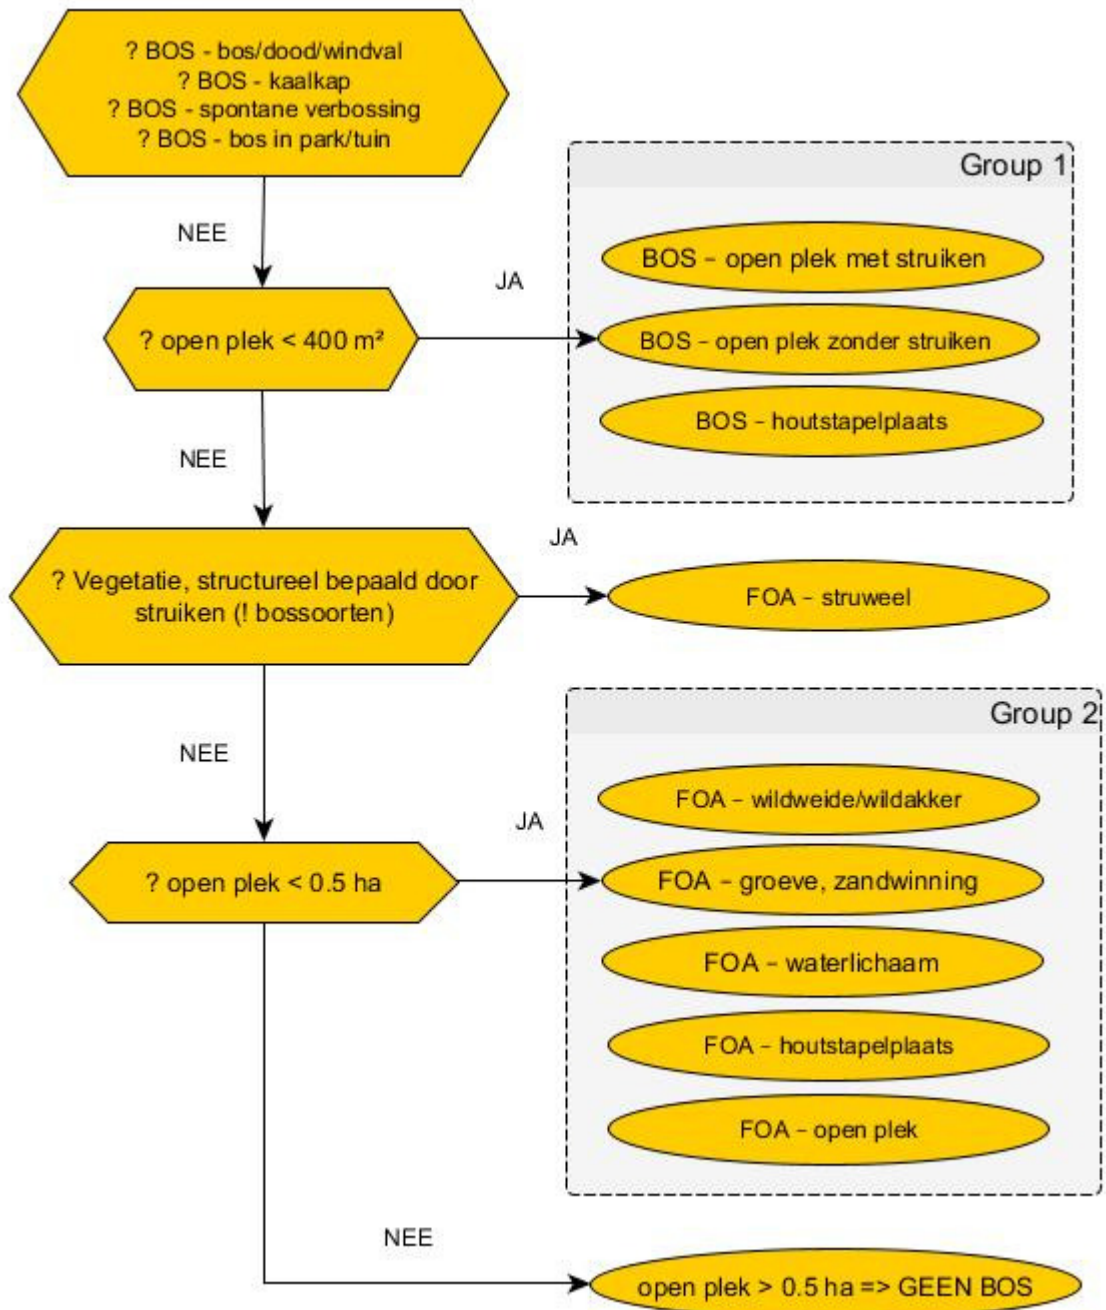 ? BOS - bos/dood/windval
? BOS - kaalkap
? BOS - spontane verbossing
? BOS - bos in park/tuin
NEE
Group 1
BOS – open plek met struiken
JA
? open plek < 400 m²
BOS – open plek zonder struiken
BOS – houtstapelplaats
NEE
JA
? Vegetatie, structureel bepaald door
struiken (! bossoorten)
FOA – struweel
NEE
Group 2
FOA – wildweide/wildakker
JA
? open plek < 0.5 ha
FOA – groeve, zandwinning
FOA – waterlichaam
FOA – houtstapelplaats
FOA – open plek
NEE
open plek > 0.5 ha => GEEN BOS